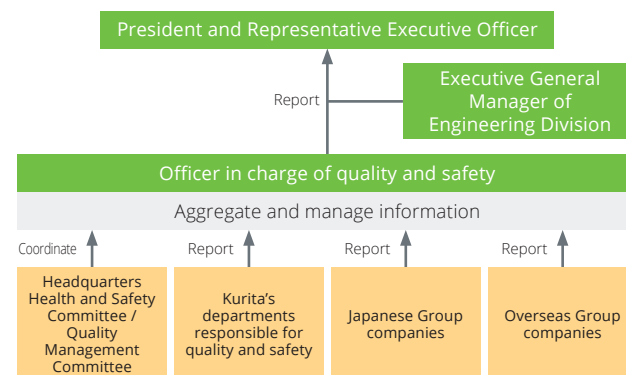 President and Representative Executive Officer
Report
Executive General
Manager of
Engineering Division
Officer in charge of quality and safety
Aggregate and manage information
Coordinate
Report
Report
Report
Headquarters
Health and Safety
Committee /
Quality
Management
Committee
Kurita’s
departments
responsible for
quality and safety
Japanese Group
companies
Overseas Group
companies